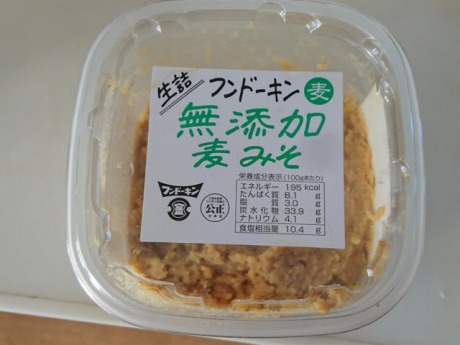 生詰
フンドーキン 麦
無添加
麦みそ
栄養成分表示(100gあたり)
エネルギー 195 kcal
たんぱく質 8.1 g
脂質 3.0 g
炭水化物 33.9 g
ナトリウム 4.1 g
食塩相当量 10.4 g
フンドーキン
公正